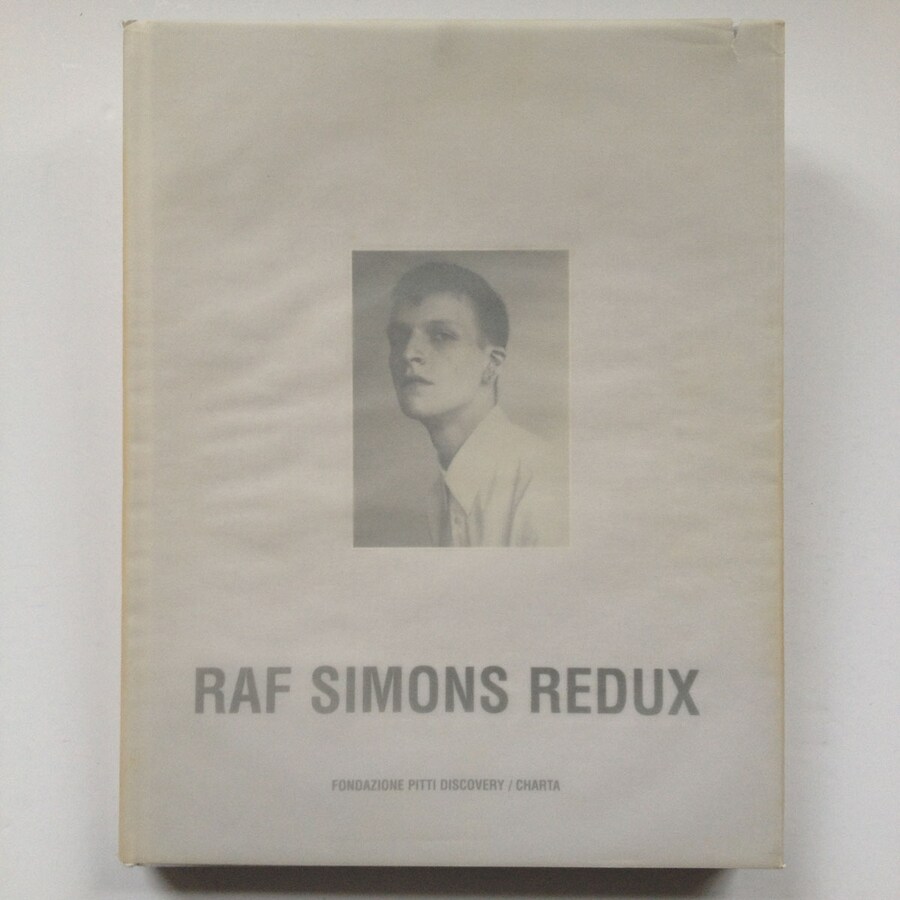 RAF SIMONS REDUX
FONDAZIONE PITTI DISCOVERY / CHARTA